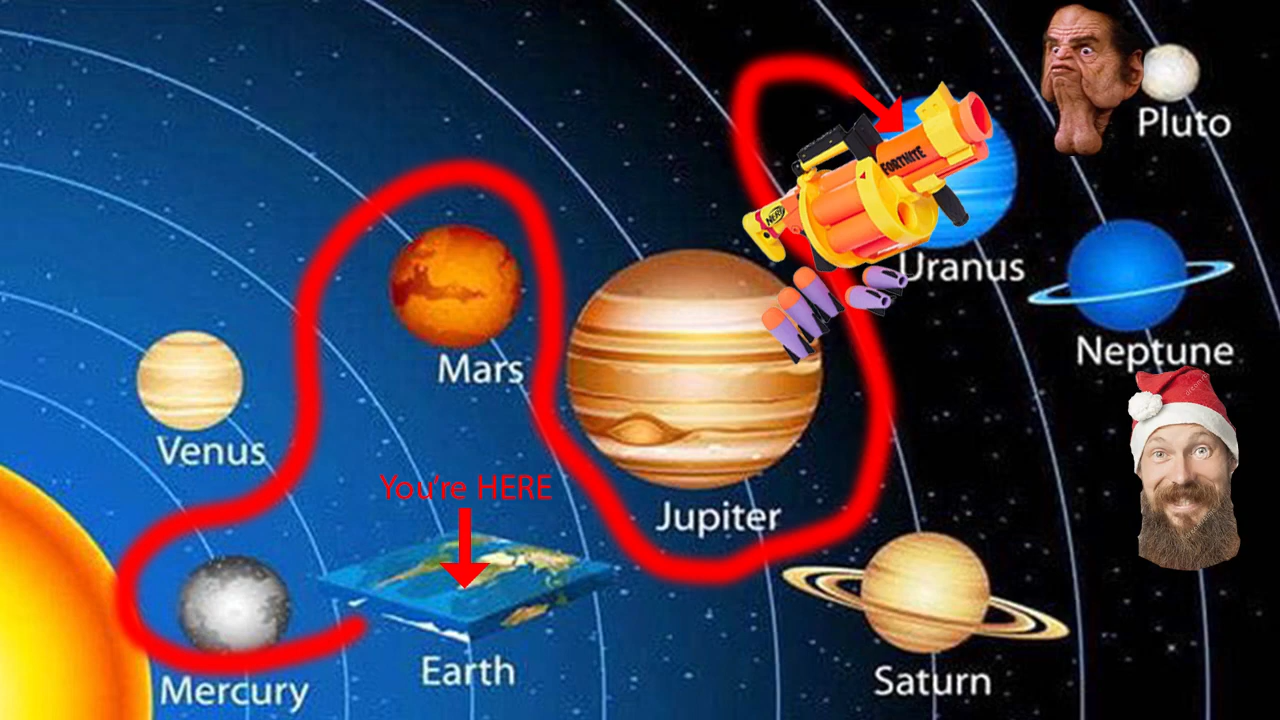 Pluto
FORTNITE
NERF
Uranus
Neptune
Mars
Venus
You're HERE
Jupiter
Earth
Mercury
Saturn